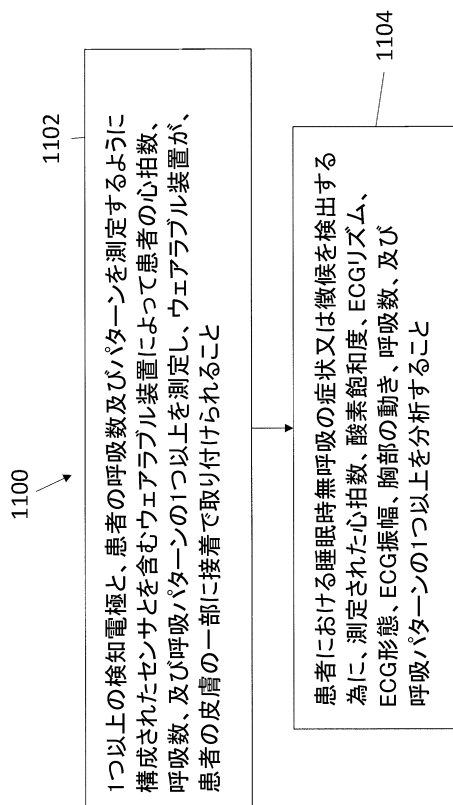 1100
1102
1つ以上の検知電極と、患者の呼吸数及びパターンを測定するように
構成されたセンサとを含むウェアラブル装置によって患者の心拍数、
呼吸数、及び呼吸パターンの1つ以上を測定し、ウェアラブル装置が、
患者の皮膚の一部に接着で取り付けられること
1104
患者における睡眠時無呼吸の症状又は徴候を検出する
為に、測定された心拍数、酸素飽和度、ECGリズム、
ECG形態、ECG振幅、胸部の動き、呼吸数、及び
呼吸パターンの1つ以上を分析すること